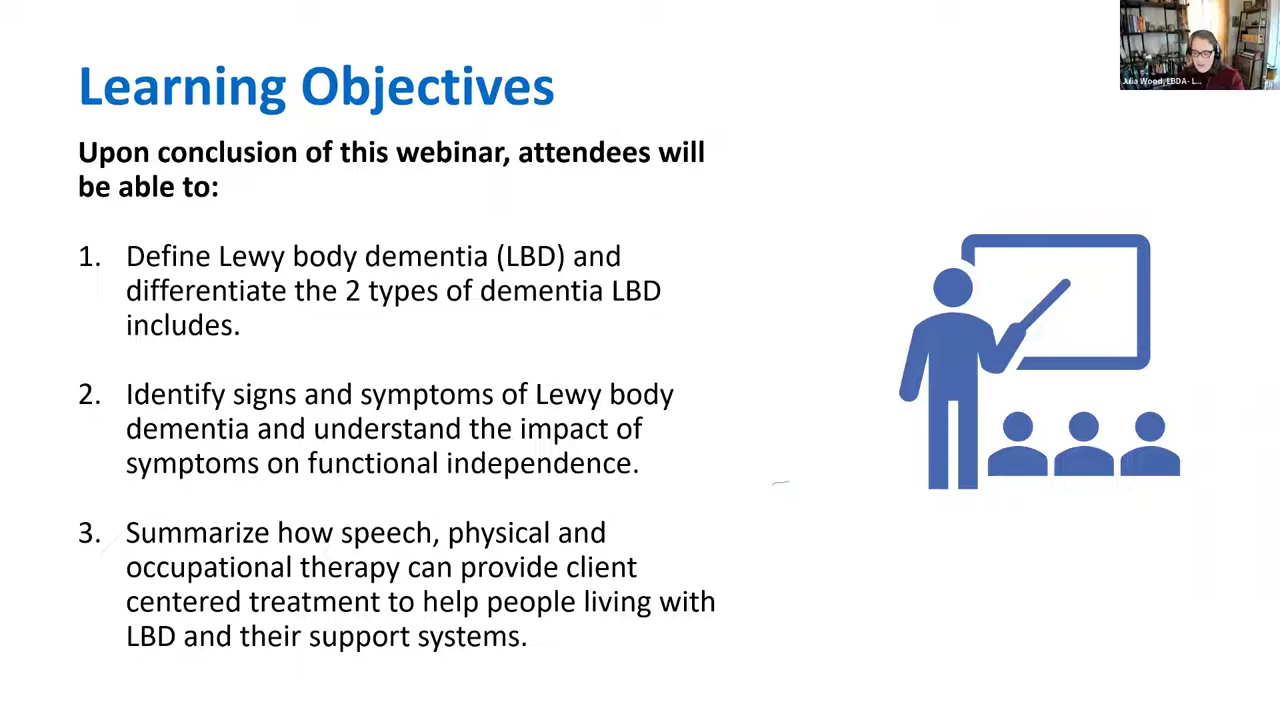 Learning Objectives
Upon conclusion of this webinar, attendees will
be able to:
1. Define Lewy body dementia (LBD) and
differentiate the 2 types of dementia LBD
includes.
2. Identify signs and symptoms of Lewy body
dementia and understand the impact of
symptoms on functional independence.
3. Summarize how speech, physical and
occupational therapy can provide client
centered treatment to help people living with
LBD and their support systems.
Julia Wood, LBDA- L...